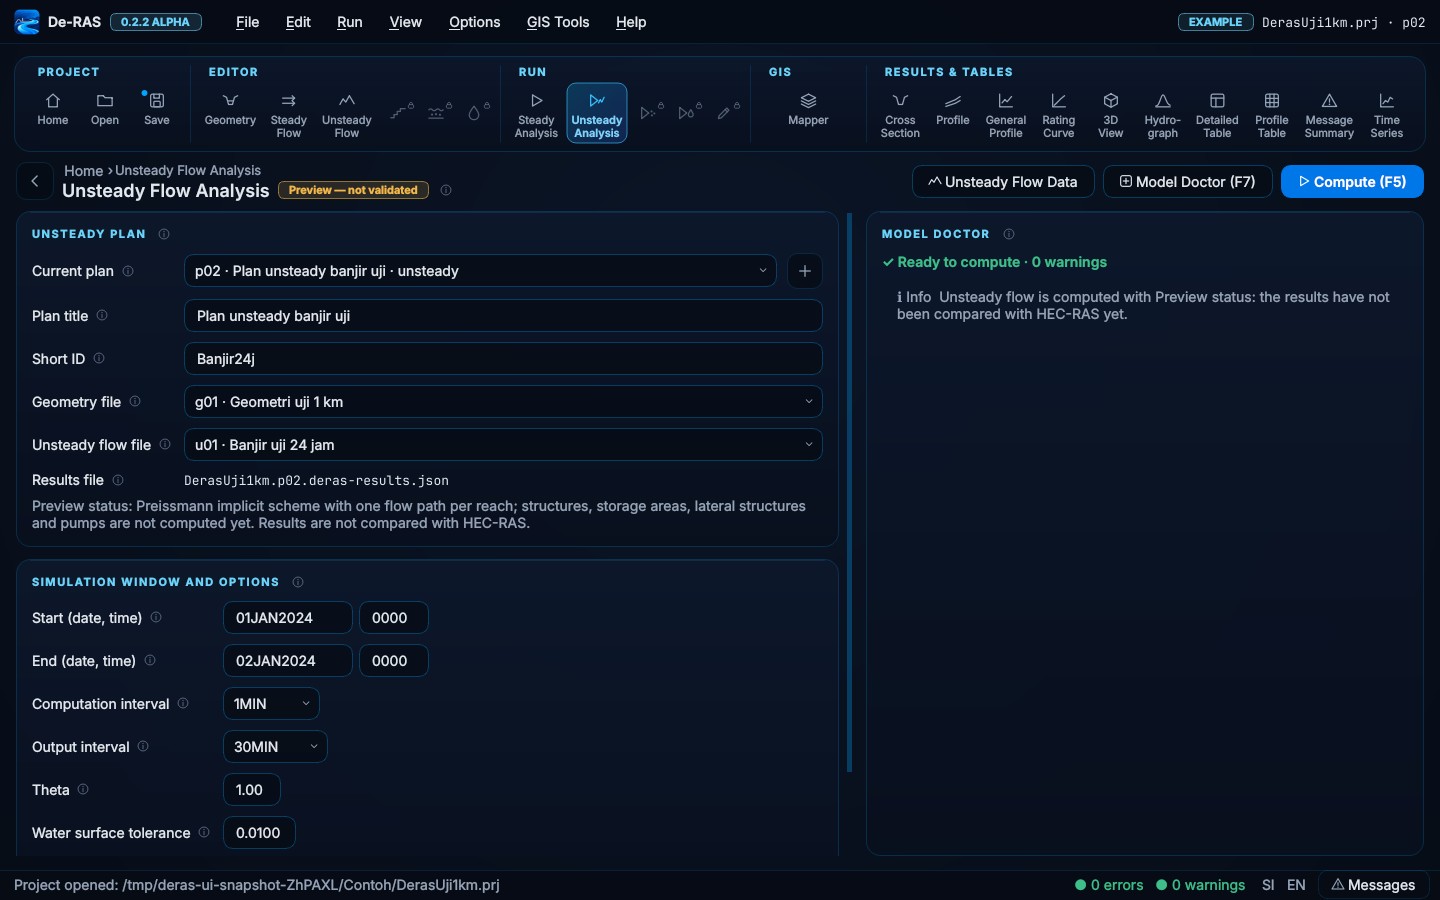 De-RAS 0.2.2 ALPHA File Edit Run View Options GIS Tools Help EXAMPLE DerasUji1km.prj · p02
PROJECT EDITOR RUN GIS RESULTS & TABLES
Home Open Save Geometry Steady Flow Unsteady Flow Steady Analysis Unsteady Analysis Mapper Cross Section Profile General Profile Rating Curve 3D View Hydro-graph Detailed Table Profile Table Message Summary Time Series
Home › Unsteady Flow Analysis
Unsteady Flow Analysis Preview — not validated Unsteady Flow Data Model Doctor (F7) Compute (F5)
UNSTEADY PLAN
Current plan p02 · Plan unsteady banjir uji · unsteady
Plan title Plan unsteady banjir uji
Short ID Banjir24j
Geometry file g01 · Geometri uji 1 km
Unsteady flow file u01 · Banjir uji 24 jam
Results file DerasUji1km.p02.deras-results.json
Preview status: Preissmann implicit scheme with one flow path per reach; structures, storage areas, lateral structures
and pumps are not computed yet. Results are not compared with HEC-RAS.
SIMULATION WINDOW AND OPTIONS
Start (date, time) 01JAN2024 0000
End (date, time) 02JAN2024 0000
Computation interval 1MIN
Output interval 30MIN
Theta 1.00
Water surface tolerance 0.0100
MODEL DOCTOR
✓ Ready to compute · 0 warnings
ℹ Info Unsteady flow is computed with Preview status: the results have not
been compared with HEC-RAS yet.
Project opened: /tmp/deras-ui-snapshot-ZhPAXL/Contoh/DerasUji1km.prj 0 errors 0 warnings SI EN Messages